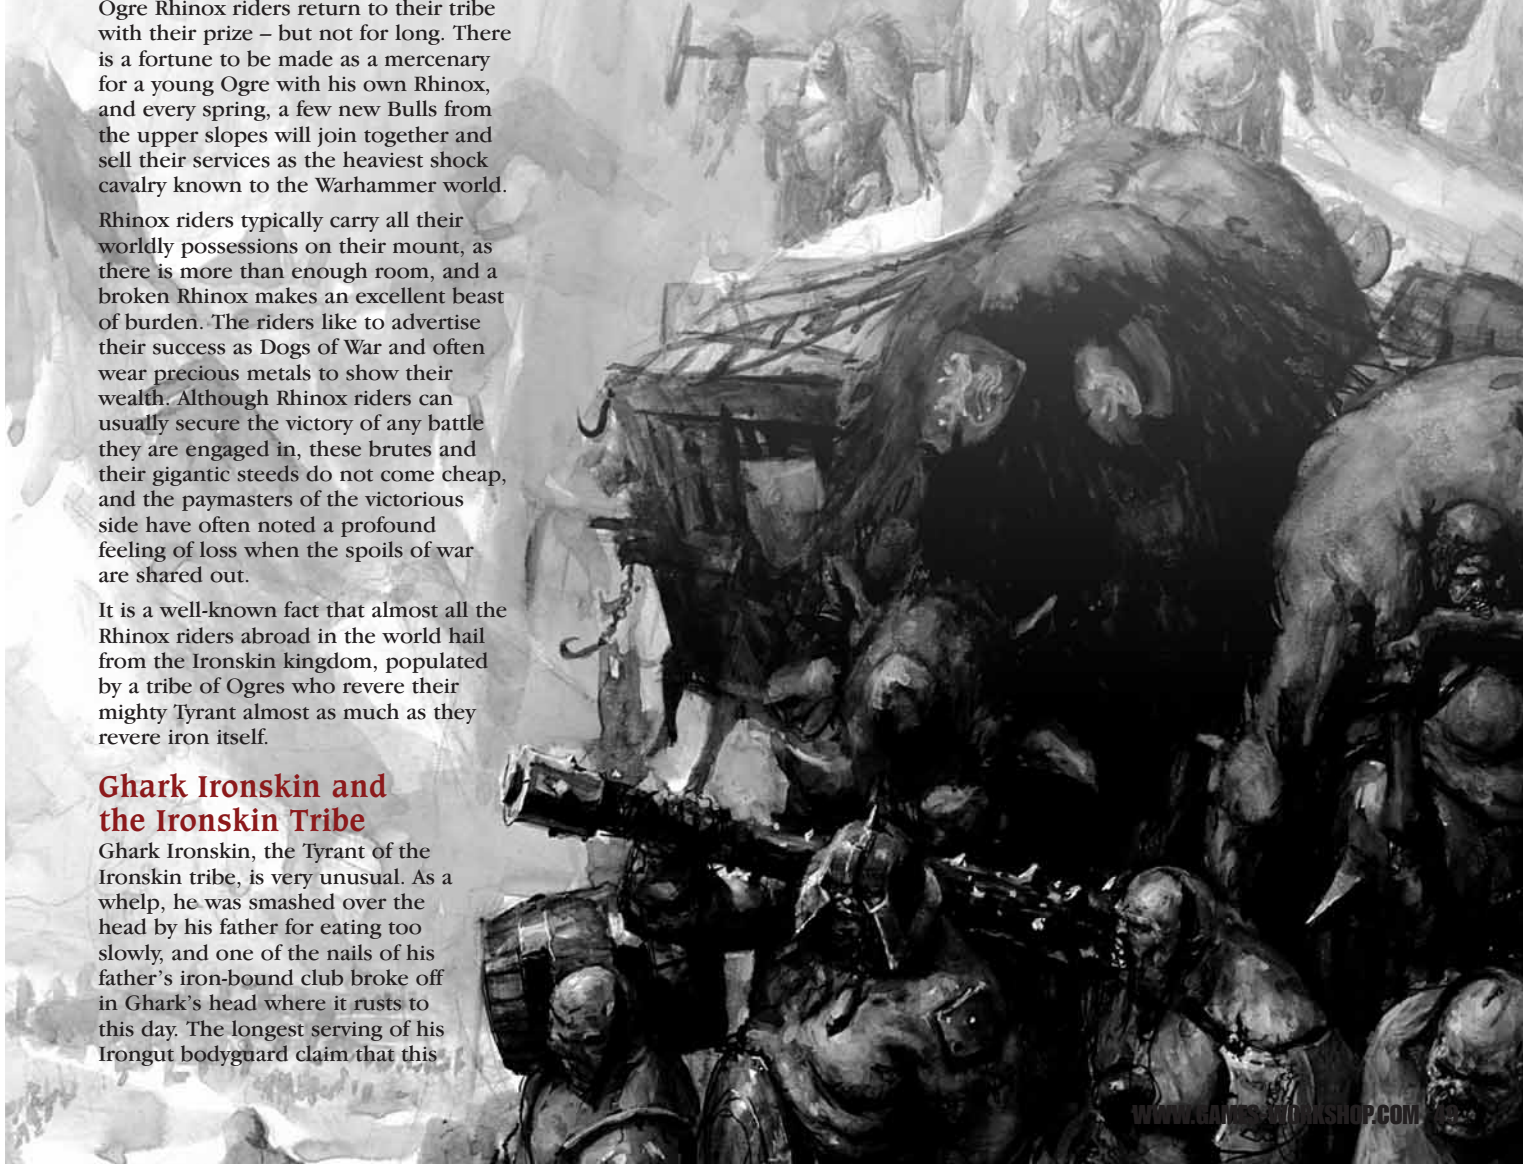 Ogre Rhinox riders return to their tribe
with their prize – but not for long. There
is a fortune to be made as a mercenary
for a young Ogre with his own Rhinox,
and every spring, a few new Bulls from
the upper slopes will join together and
sell their services as the heaviest shock
cavalry known to the Warhammer world.
Rhinox riders typically carry all their
worldly possessions on their mount, as
there is more than enough room, and a
broken Rhinox makes an excellent beast
of burden. The riders like to advertise
their success as Dogs of War and often
wear precious metals to show their
wealth. Although Rhinox riders can
usually secure the victory of any battle
they are engaged in, these brutes and
their gigantic steeds do not come cheap,
and the paymasters of the victorious
side have often noted a profound
feeling of loss when the spoils of war
are shared out.
It is a well-known fact that almost all the
Rhinox riders abroad in the world hail
from the Ironskin kingdom, populated
by a tribe of Ogres who revere their
mighty Tyrant almost as much as they
revere iron itself.
Ghark Ironskin and
the Ironskin Tribe
Ghark Ironskin, the Tyrant of the
Ironskin tribe, is very unusual. As a
whelp, he was smashed over the
head by his father for eating too
slowly, and one of the nails of his
father's iron-bound club broke off
in Ghark's head where it rusts to
this day. The longest serving of his
Irongut bodyguard claim that this
WWW.GAMES-WORKSHOP.COM